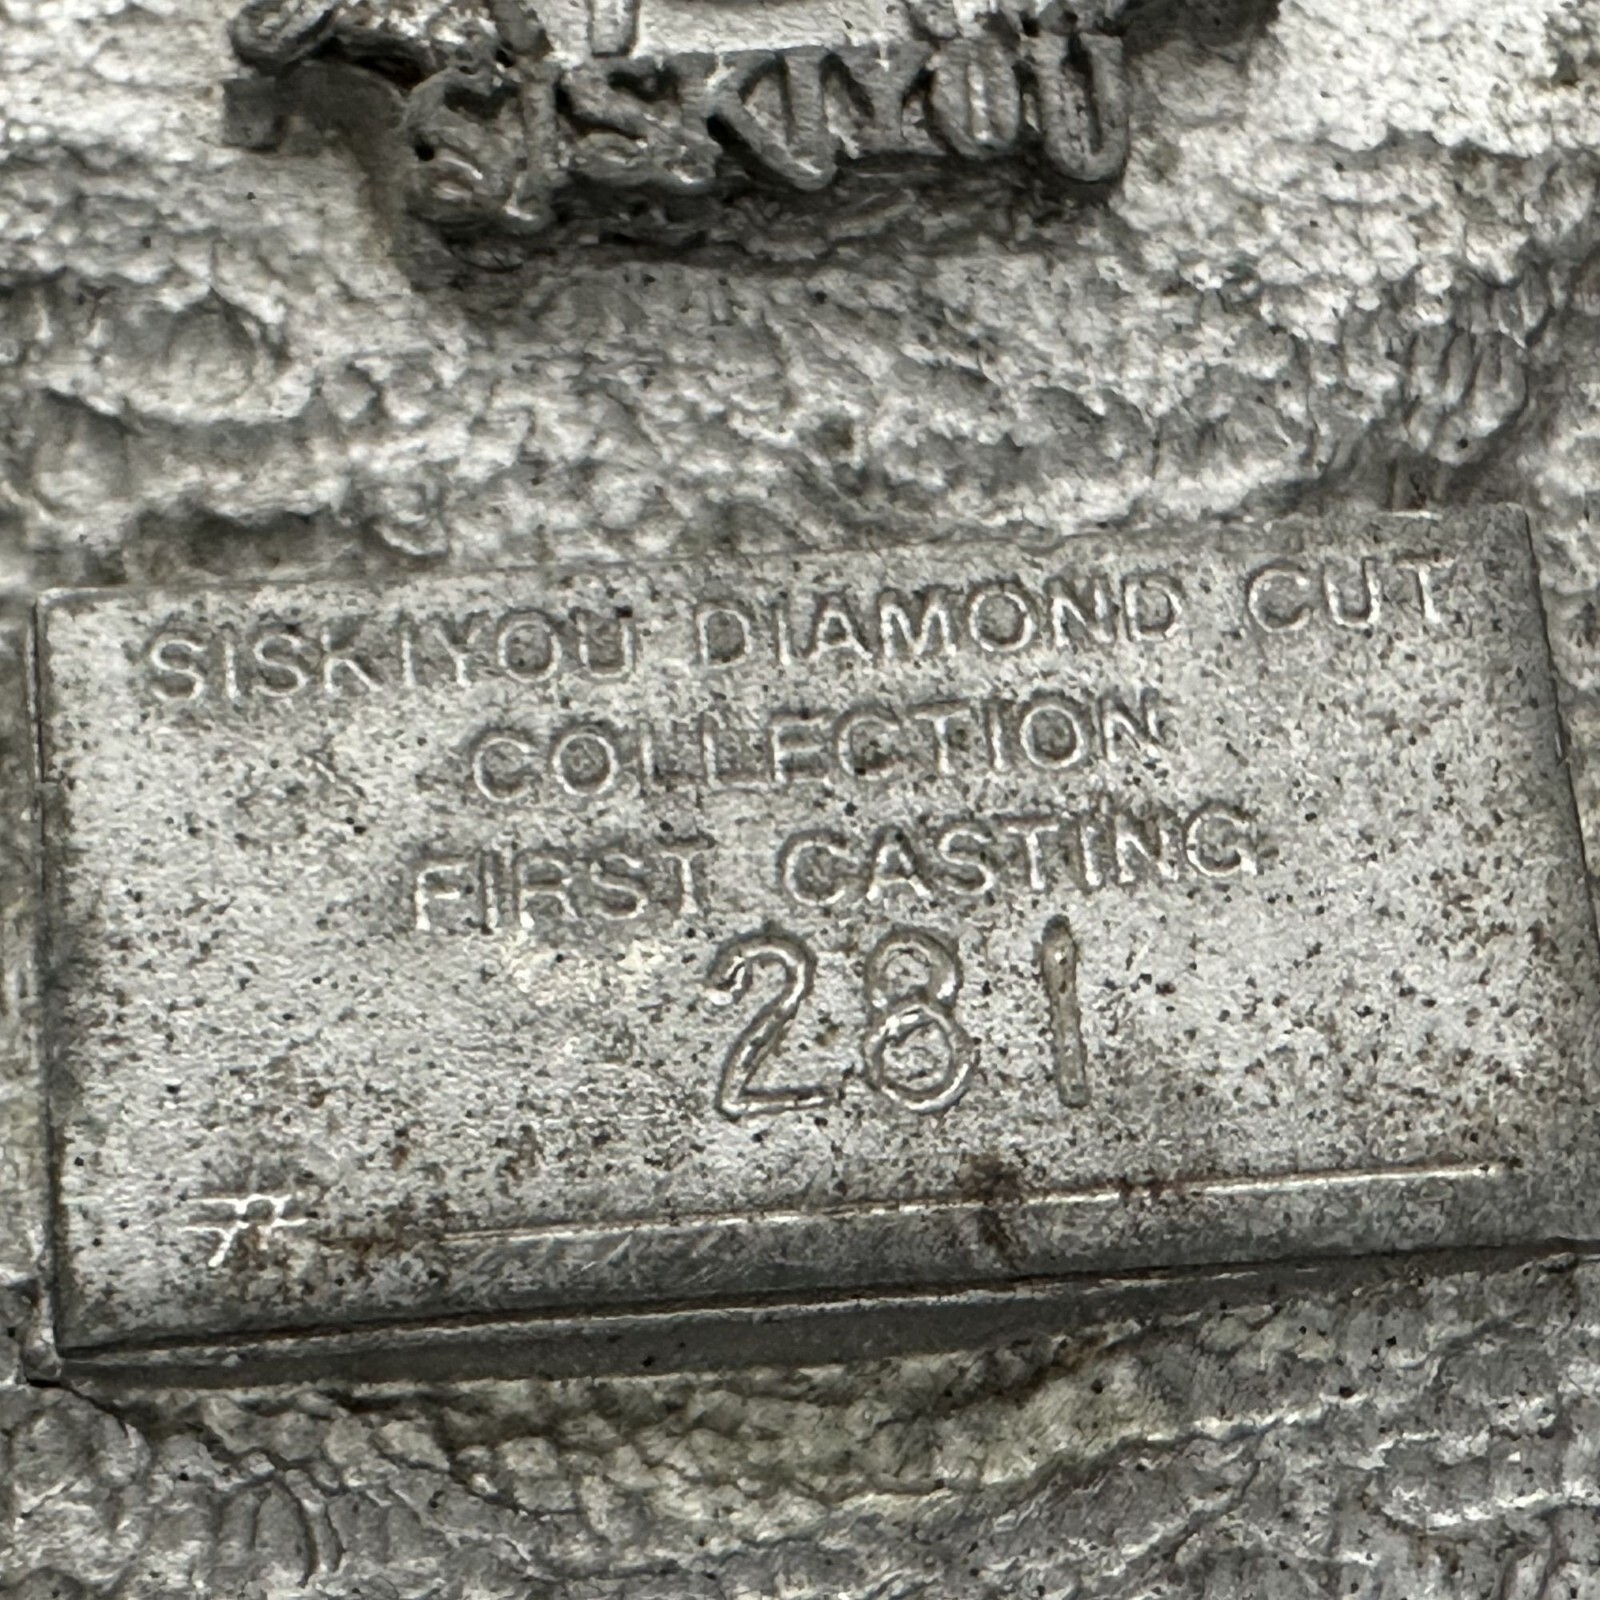 SISKIYOU
SISKIYOU DIAMOND CUT
COLLECTION
FIRST CASTING
281
#